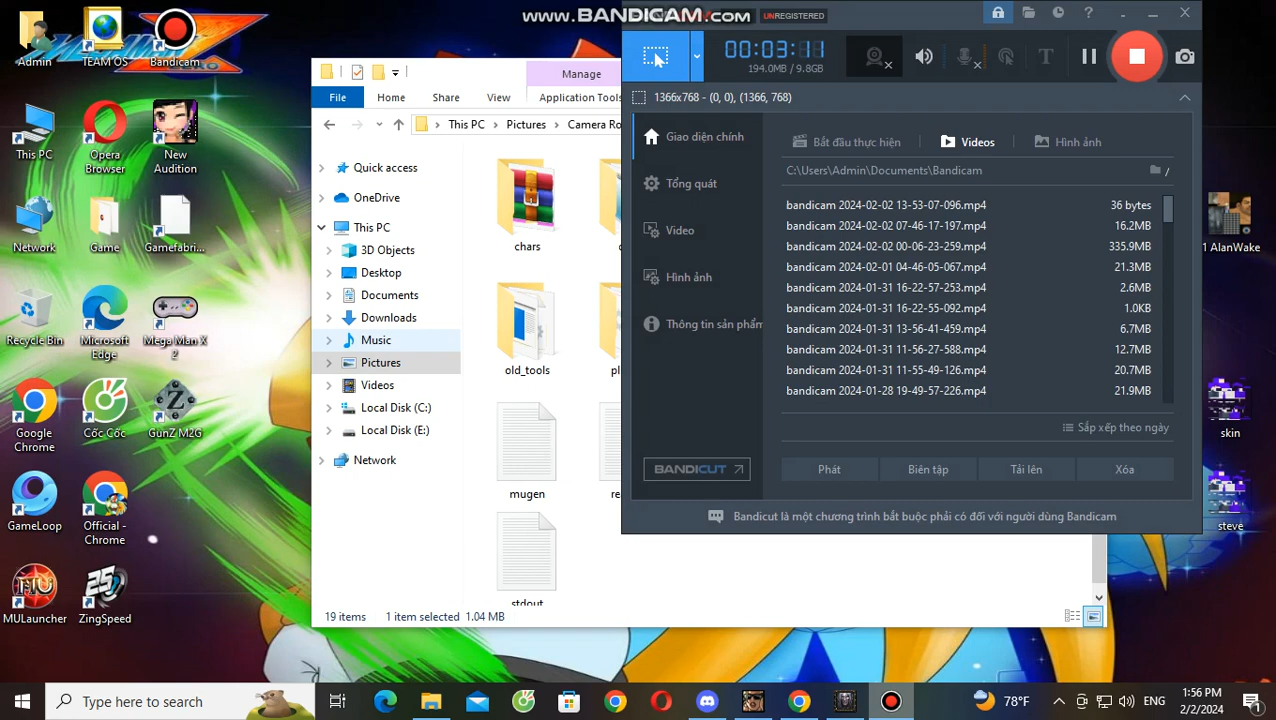 www.BANDICAM.com
UNREGISTERED
00:03:11
194.0MB / 9.8GB
1366x768 - (0, 0), (1366, 768)
Giao diện chính
Tổng quát
Video
Hình ảnh
Thông tin sản phẩm
BANDICUT
Bắt đầu thực hiện
Videos
Hình ảnh
C:\Users\Admin\Documents\Bandicam
/
bandicam 2024-02-02 13-53-07-096.mp4 36 bytes
bandicam 2024-02-02 07-46-17-197.mp4 16.2MB
bandicam 2024-02-02 02-06-23-259.mp4 335.9MB
bandicam 2024-02-01 04-46-05-067.mp4 21.3MB
bandicam 2024-01-31 16-22-57-253.mp4 2.6MB
bandicam 2024-01-31 16-22-55-092.mp4 1.0KB
bandicam 2024-01-31 13-56-41-459.mp4 6.7MB
bandicam 2024-01-31 11-56-27-588.mp4 12.7MB
bandicam 2024-01-31 11-55-49-126.mp4 20.7MB
bandicam 2024-01-28 19-49-57-226.mp4 21.9MB
Sắp xếp theo ngày
Phát
Biên tập
Tải lên
Xóa
Bandicut là một chương trình bắt buộc phải có đối với người dùng Bandicam
Manage
File
Home
Share
View
Application Tools
This PC
Pictures
Camera Ro
Quick access
OneDrive
This PC
3D Objects
Desktop
Documents
Downloads
Music
Pictures
Videos
Local Disk (C:)
Local Disk (E:)
Network
chars
old_tools
pl
mugen
re
stdout
19 items
1 item selected 1.04 MB
Admin
TEAM OS
Bandicam
This PC
Opera
Browser
New
Audition
Network
Game
Gamefabri...
Recycle Bin
Microsoft
Edge
Mega Man X
2
Google
Chrome
Cốc Cốc
GunZ M2G
GameLoop
Official -
Chrome
MULauncher
ZingSpeed
1 AlanWake
skin
steve
Type here to search
78°F
ENG
1:56 PM
2/2/2024
1